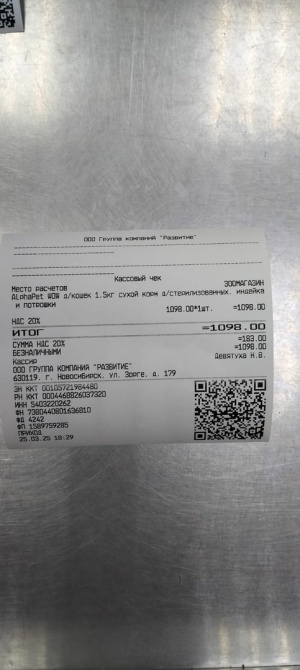 ООО Группа компаний "Развитие"
Кассовый чек
Место расчетов ЗООМАГАЗИН
AlphaPet WOW д/кошек 1.5кг сухой корм д/стерилизованных. индейка
и потрошки
1098.00*1шт. =1098.00
НДС 20%
ИТОГ =1098.00
СУММА НДС 20% =183.00
БЕЗНАЛИЧНЫМИ =1098.00
Кассир Девятуха Н.В.
ООО ГРУППА КОМПАНИЙ "РАЗВИТИЕ"
630119. г. Новосибирск. ул. Зорге. д. 179
ЗН ККТ 00105721984480
РН ККТ 0004468826037320
ИНН 5403220262
ФН 7380440801636810
ФД 4242
ФП 1589759285
ПРИХОД
25.03.25 18:29